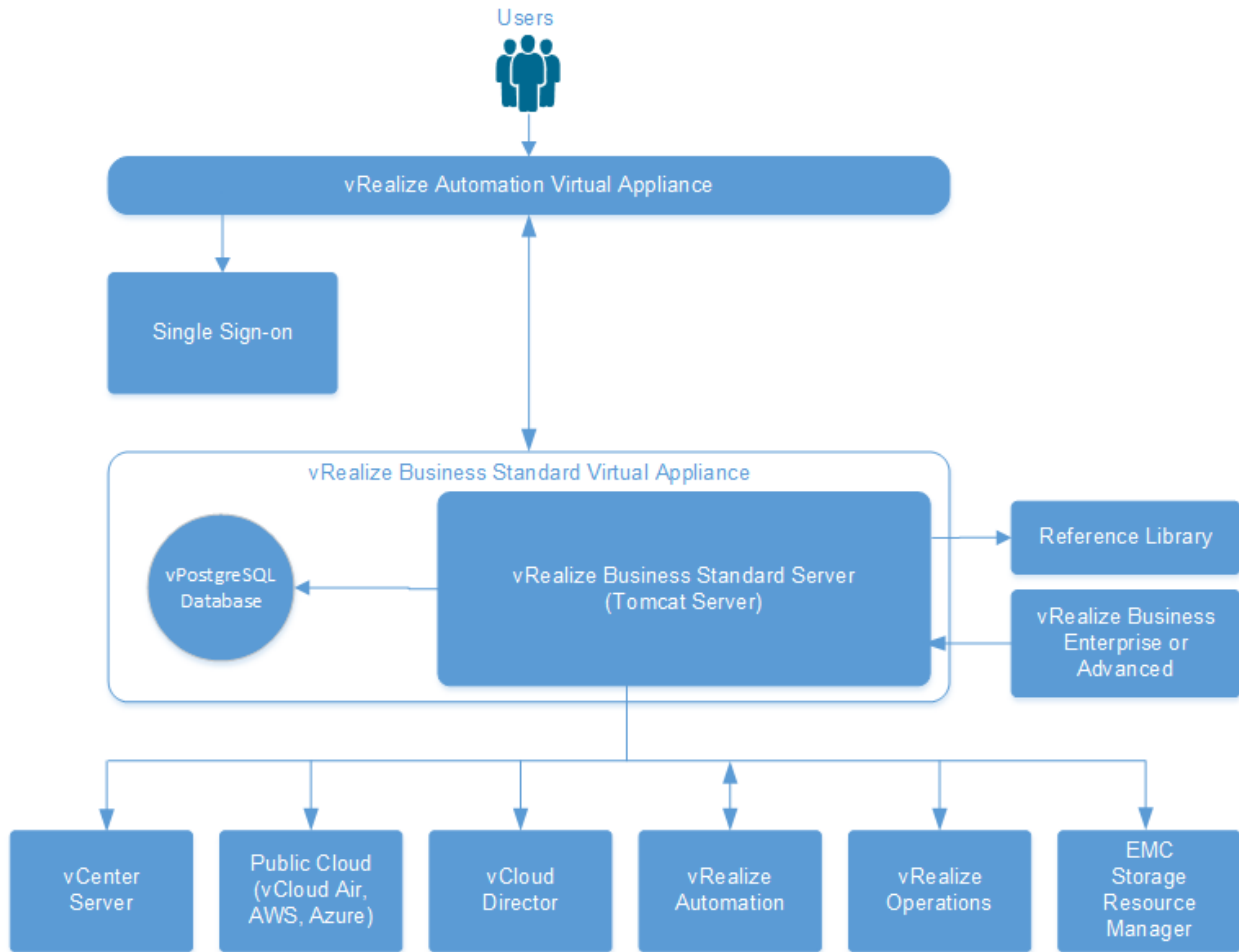 Users
vRealize Automation Virtual Appliance
Single Sign-on
vRealize Business Standard Virtual Appliance
vPostgreSQL
Database
vRealize Business Standard Server
(Tomcat Server)
Reference Library
vRealize Business
Enterprise or
Advanced
vCenter
Server
Public Cloud
(vCloud Air,
AWS, Azure)
vCloud
Director
vRealize
Automation
vRealize
Operations
EMC
Storage
Resource
Manager